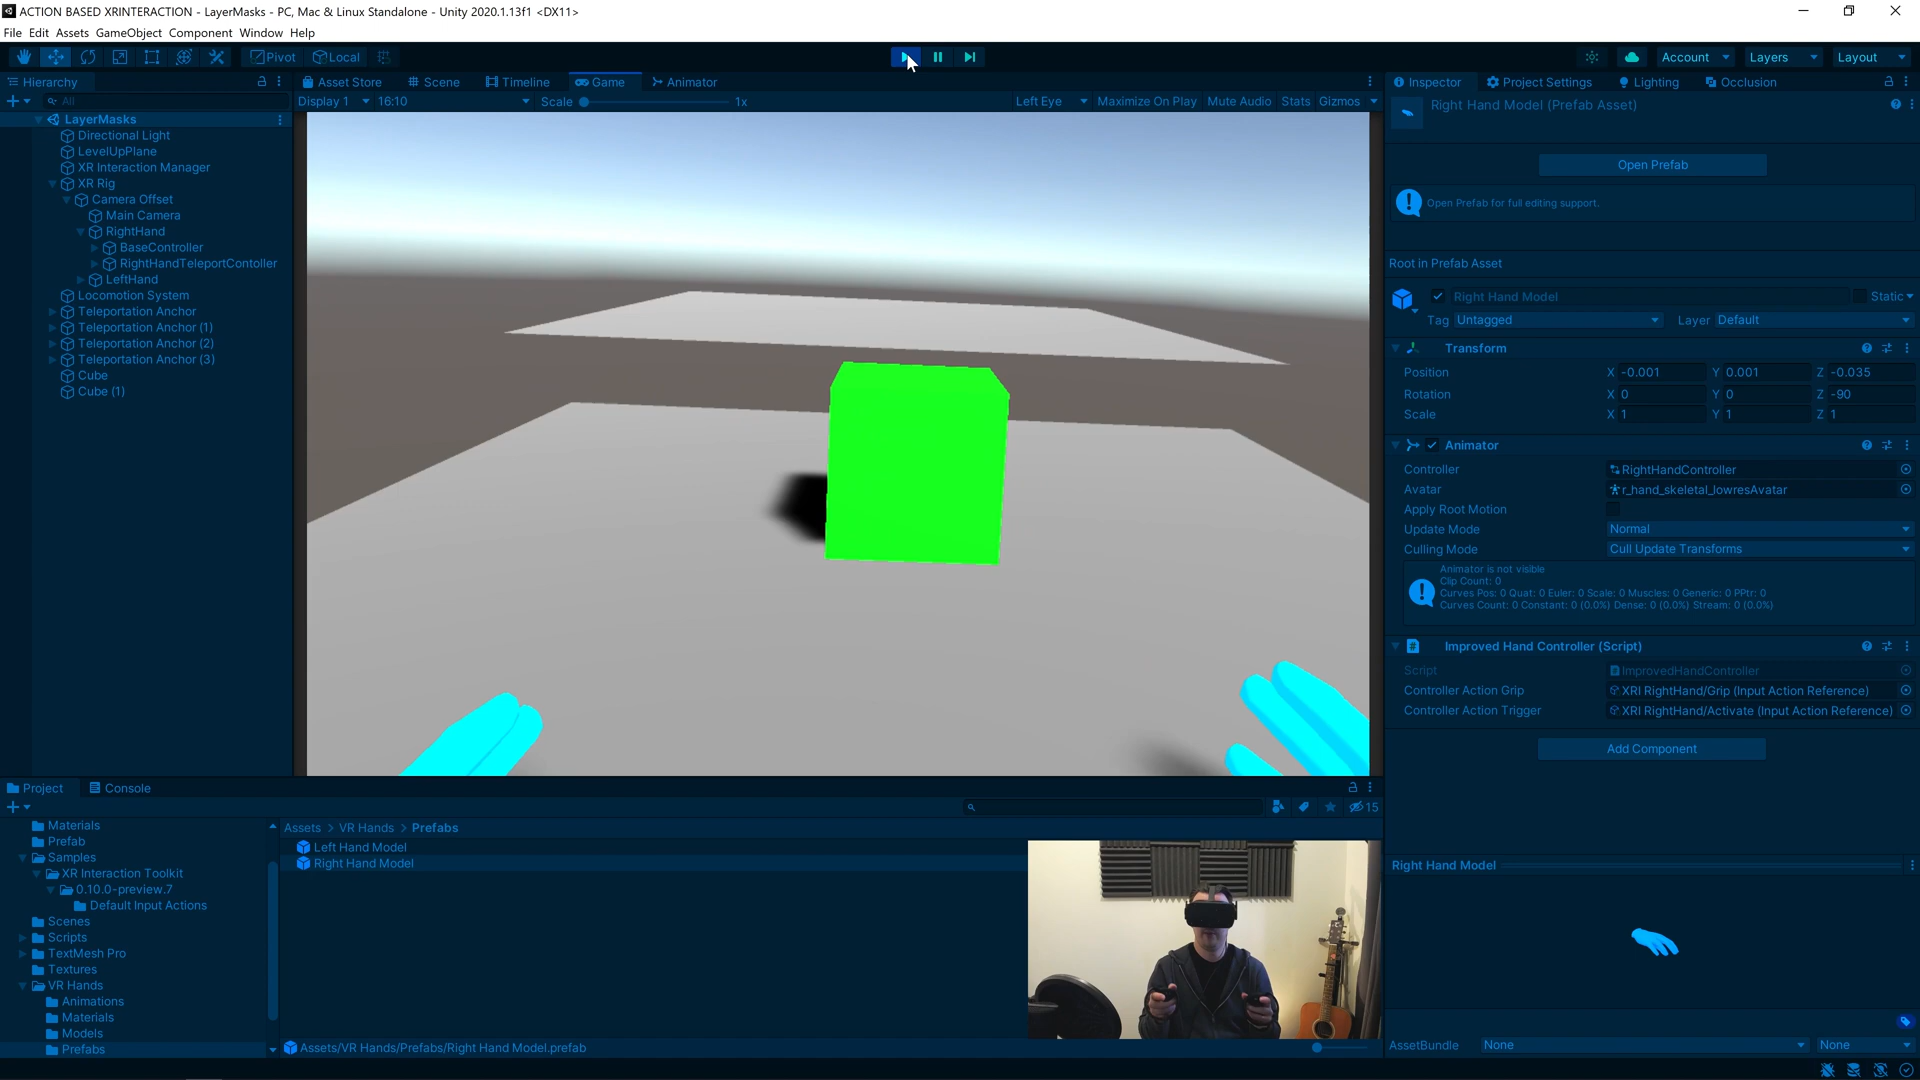 ACTION BASED XRINTERACTION - LayerMasks - PC, Mac & Linux Standalone - Unity 2020.1.13f1 <DX11>
File Edit Assets GameObject Component Window Help
Pivot Local Account Layers Layout
Hierarchy
All
LayerMasks
Directional Light
LevelUpPlane
XR Interaction Manager
XR Rig
Camera Offset
Main Camera
RightHand
BaseController
RightHandTeleportContoller
LeftHand
Locomotion System
Teleportation Anchor
Teleportation Anchor (1)
Teleportation Anchor (2)
Teleportation Anchor (3)
Cube
Cube (1)
Asset Store Scene Timeline Game Animator
Display 1 16:10 Scale 1x Left Eye Maximize On Play Mute Audio Stats Gizmos
Inspector Project Settings Lighting Occlusion
Right Hand Model (Prefab Asset)
Open Prefab
Open Prefab for full editing support.
Root in Prefab Asset
Right Hand Model Static
Tag Untagged Layer Default
Transform
Position X -0.001 Y 0.001 Z -0.035
Rotation X 0 Y 0 Z -90
Scale X 1 Y 1 Z 1
Animator
Controller RightHandController
Avatar r_hand_skeletal_lowresAvatar
Apply Root Motion
Update Mode Normal
Culling Mode Cull Update Transforms
Animator is not visible
Clip Count: 0
Curves Pos: 0 Quat: 0 Euler: 0 Scale: 0 Muscles: 0 Generic: 0 PPtr: 0
Curves Count: 0 Constant: 0 (0.0%) Dense: 0 (0.0%) Stream: 0 (0.0%)
Improved Hand Controller (Script)
Script ImprovedHandController
Controller Action Grip XRI RightHand/Grip (Input Action Reference)
Controller Action Trigger XRI RightHand/Activate (Input Action Reference)
Add Component
Right Hand Model
AssetBundle None None
Project Console
15
Materials
Prefab
Samples
XR Interaction Toolkit
0.10.0-preview.7
Default Input Actions
Scenes
Scripts
TextMesh Pro
Textures
VR Hands
Animations
Materials
Models
Prefabs
Assets > VR Hands > Prefabs
Left Hand Model
Right Hand Model
Assets/VR Hands/Prefabs/Right Hand Model.prefab